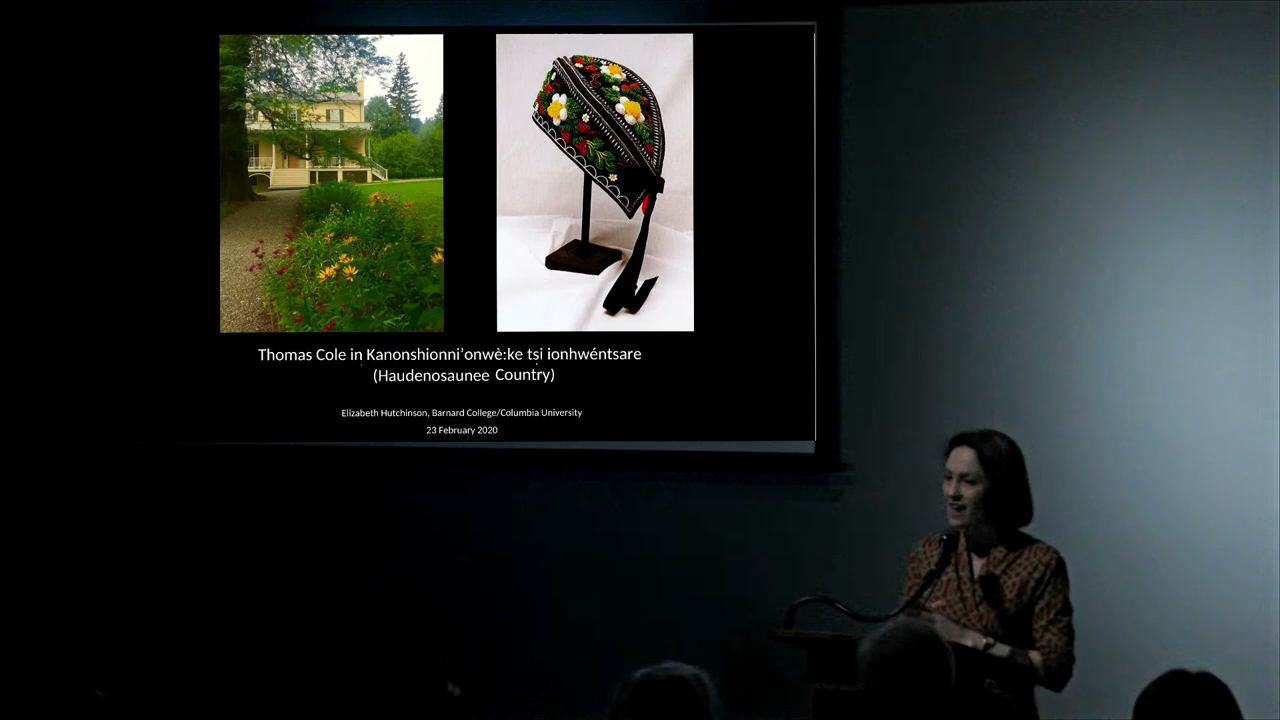 Thomas Cole in Kanonshionni'onwè:ke tsi ionhwéntsare
(Haudenosaunee Country)
Elizabeth Hutchinson, Barnard College/Columbia University
23 February 2020